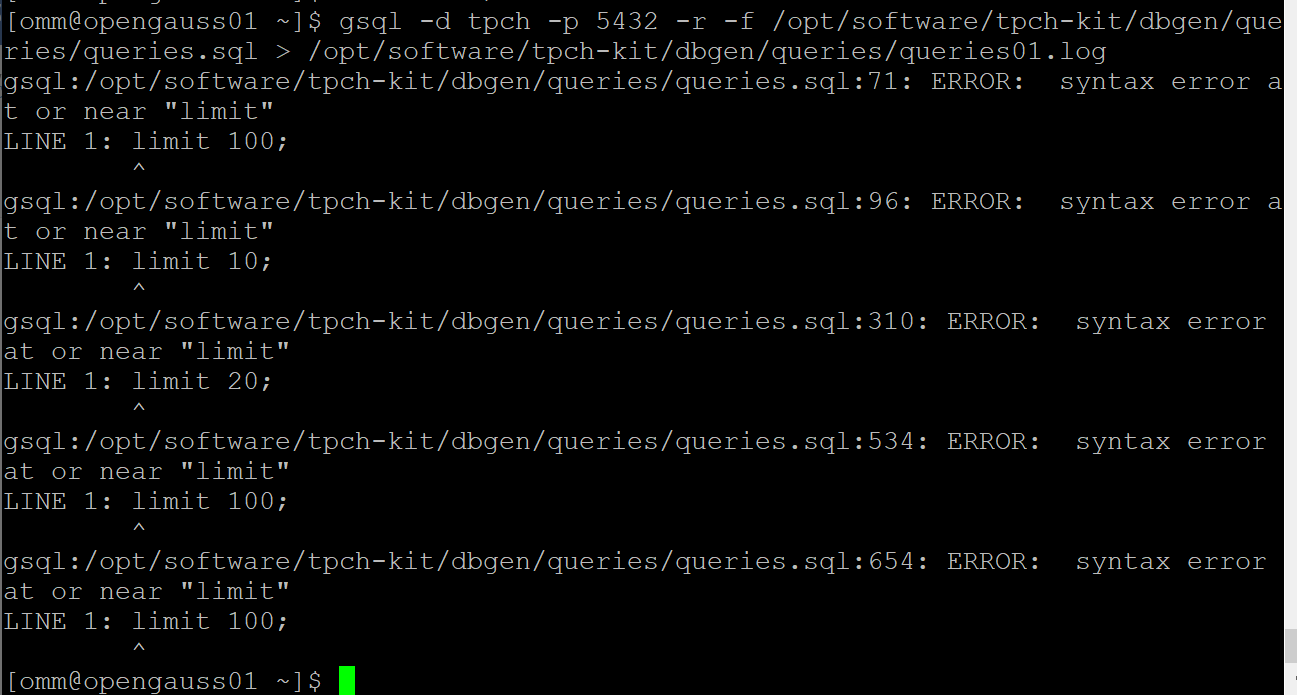 [omm@opengauss01 ~]$ gsql -d tpch -p 5432 -r -f /opt/software/tpch-kit/dbgen/que
ries/queries.sql > /opt/software/tpch-kit/dbgen/queries/queries01.log
gsql:/opt/software/tpch-kit/dbgen/queries/queries.sql:71: ERROR:  syntax error a
t or near "limit"
LINE 1: limit 100;
        ^
gsql:/opt/software/tpch-kit/dbgen/queries/queries.sql:96: ERROR:  syntax error a
t or near "limit"
LINE 1: limit 10;
        ^
gsql:/opt/software/tpch-kit/dbgen/queries/queries.sql:310: ERROR:  syntax error
at or near "limit"
LINE 1: limit 20;
        ^
gsql:/opt/software/tpch-kit/dbgen/queries/queries.sql:534: ERROR:  syntax error
at or near "limit"
LINE 1: limit 100;
        ^
gsql:/opt/software/tpch-kit/dbgen/queries/queries.sql:654: ERROR:  syntax error
at or near "limit"
LINE 1: limit 100;
        ^
[omm@opengauss01 ~]$